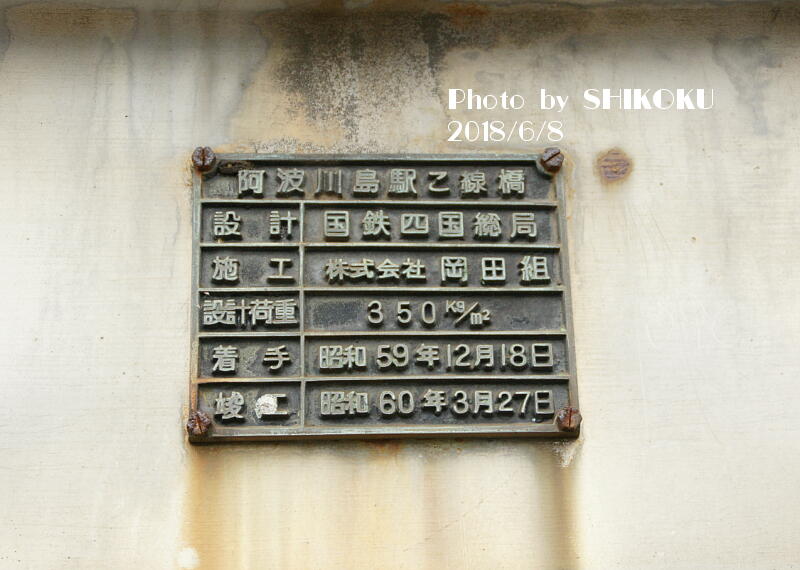 Photo by SHIKOKU
2018/6/8
阿波川島駅乙線橋
設計 国鉄四国総局
施工 株式会社 岡田組
設計荷重 350 Kg/m2
着手 昭和59年12月18日
竣工 昭和60年3月27日